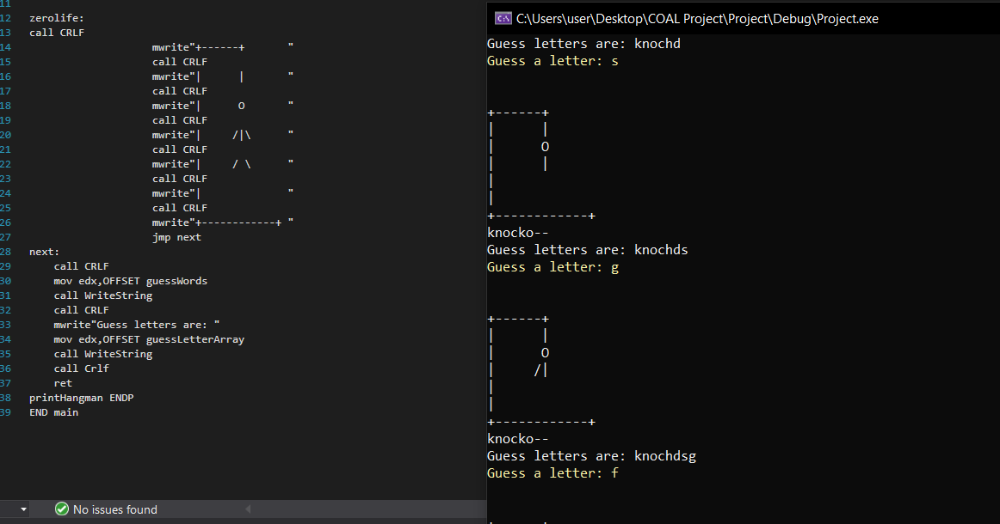 11
12 zerolife:
13 call CRLF
14 mwrite"+------+       "
15 call CRLF
16 mwrite"|      |       "
17 call CRLF
18 mwrite"|      O       "
19 call CRLF
20 mwrite"|     /|\      "
21 call CRLF
22 mwrite"|     / \      "
23 call CRLF
24 mwrite"|              "
25 call CRLF
26 mwrite"+------------+ "
27 jmp next
28 next:
29 call CRLF
30 mov edx,OFFSET guessWords
31 call WriteString
32 call CRLF
33 mwrite"Guess letters are: "
34 mov edx,OFFSET guessLetterArray
35 call WriteString
36 call Crlf
37 ret
38 printHangman ENDP
39 END main
No issues found
C:\Users\user\Desktop\COAL Project\Project\Debug\Project.exe
Guess letters are: knochd
Guess a letter: s
+------+
|      |
|      O
|      |
|
|
+------------+
knocko--
Guess letters are: knochds
Guess a letter: g
+------+
|      |
|      O
|     /|
|
|
+------------+
knocko--
Guess letters are: knochdsg
Guess a letter: f